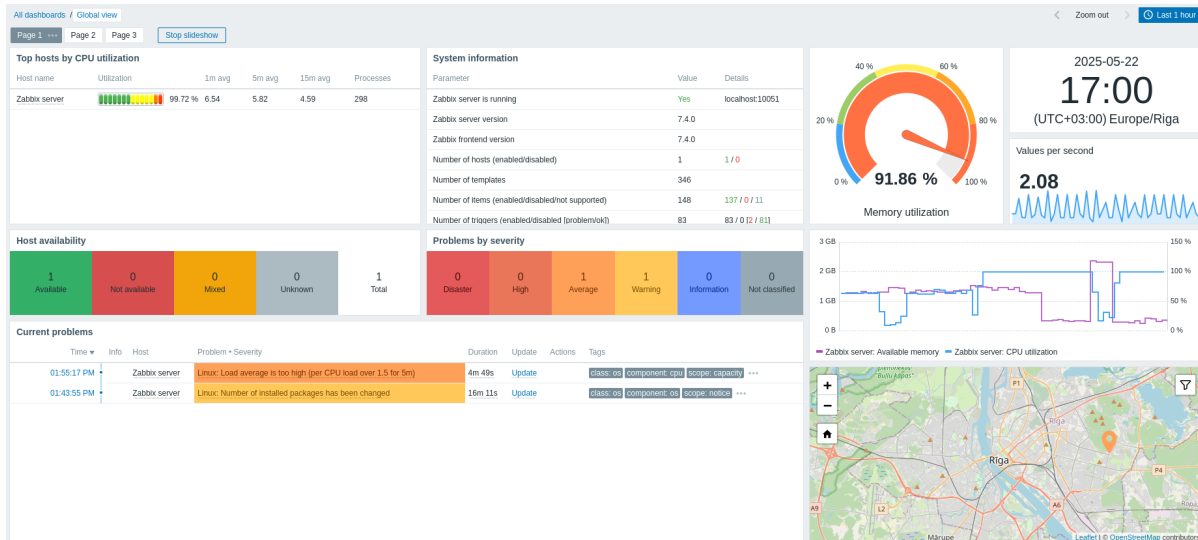 All dashboards / Global view
Zoom out
Last 1 hour
Page 1 •••
Page 2
Page 3
Stop slideshow
Top hosts by CPU utilization
Host name Utilization 1m avg 5m avg 15m avg Processes
Zabbix server 99.72 % 6.54 5.82 4.59 298
System information
Parameter Value Details
Zabbix server is running Yes localhost:10051
Zabbix server version 7.4.0
Zabbix frontend version 7.4.0
Number of hosts (enabled/disabled) 1 1 / 0
Number of templates 346
Number of items (enabled/disabled/not supported) 148 137 / 0 / 11
Number of triggers (enabled/disabled [problem/ok]) 83 83 / 0 [2 / 81]
40 % 60 %
20 % 80 %
0 % 91.86 % 100 %
Memory utilization
2025-05-22
17:00
(UTC+03:00) Europe/Riga
Values per second
2.08
Host availability
1 Available
0 Not available
0 Mixed
0 Unknown
1 Total
Problems by severity
0 Disaster
0 High
1 Average
1 Warning
0 Information
0 Not classified
3 GB 150 %
2 GB 100 %
1 GB 50 %
0 B 0 %
Zabbix server: Available memory Zabbix server: CPU utilization
Current problems
Time ▼ Info Host Problem • Severity Duration Update Actions Tags
01:55:17 PM Zabbix server Linux: Load average is too high (per CPU load over 1.5 for 5m) 4m 49s Update class: os component: cpu scope: capacity •••
01:43:55 PM Zabbix server Linux: Number of installed packages has been changed 16m 11s Update class: os component: os scope: notice •••
+
−
"Buļļu kāpas"
P1
Rīga
Rīga
P4
A9
L2
A6
Mārupe
Leaflet | © OpenStreetMap contributors